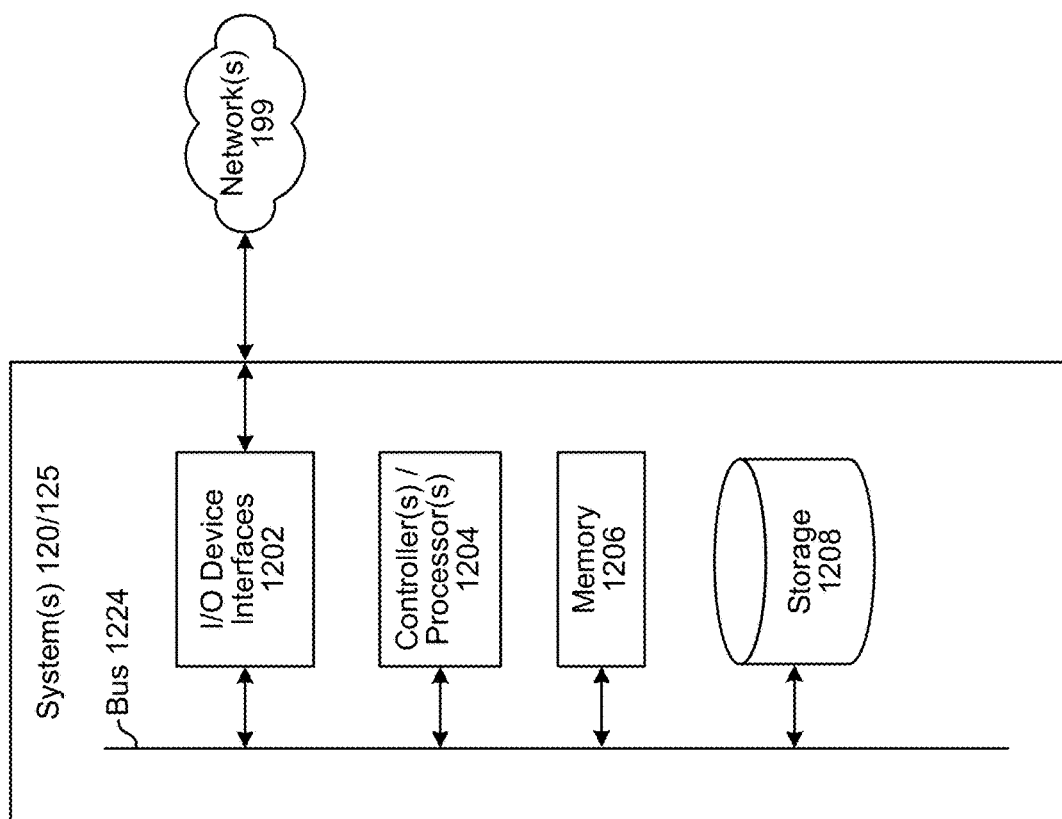 System(s) 120/125
Bus 1224
I/O Device
Interfaces
1202
Controller(s) /
Processor(s)
1204
Memory
1206
Storage
1208
Network(s)
199